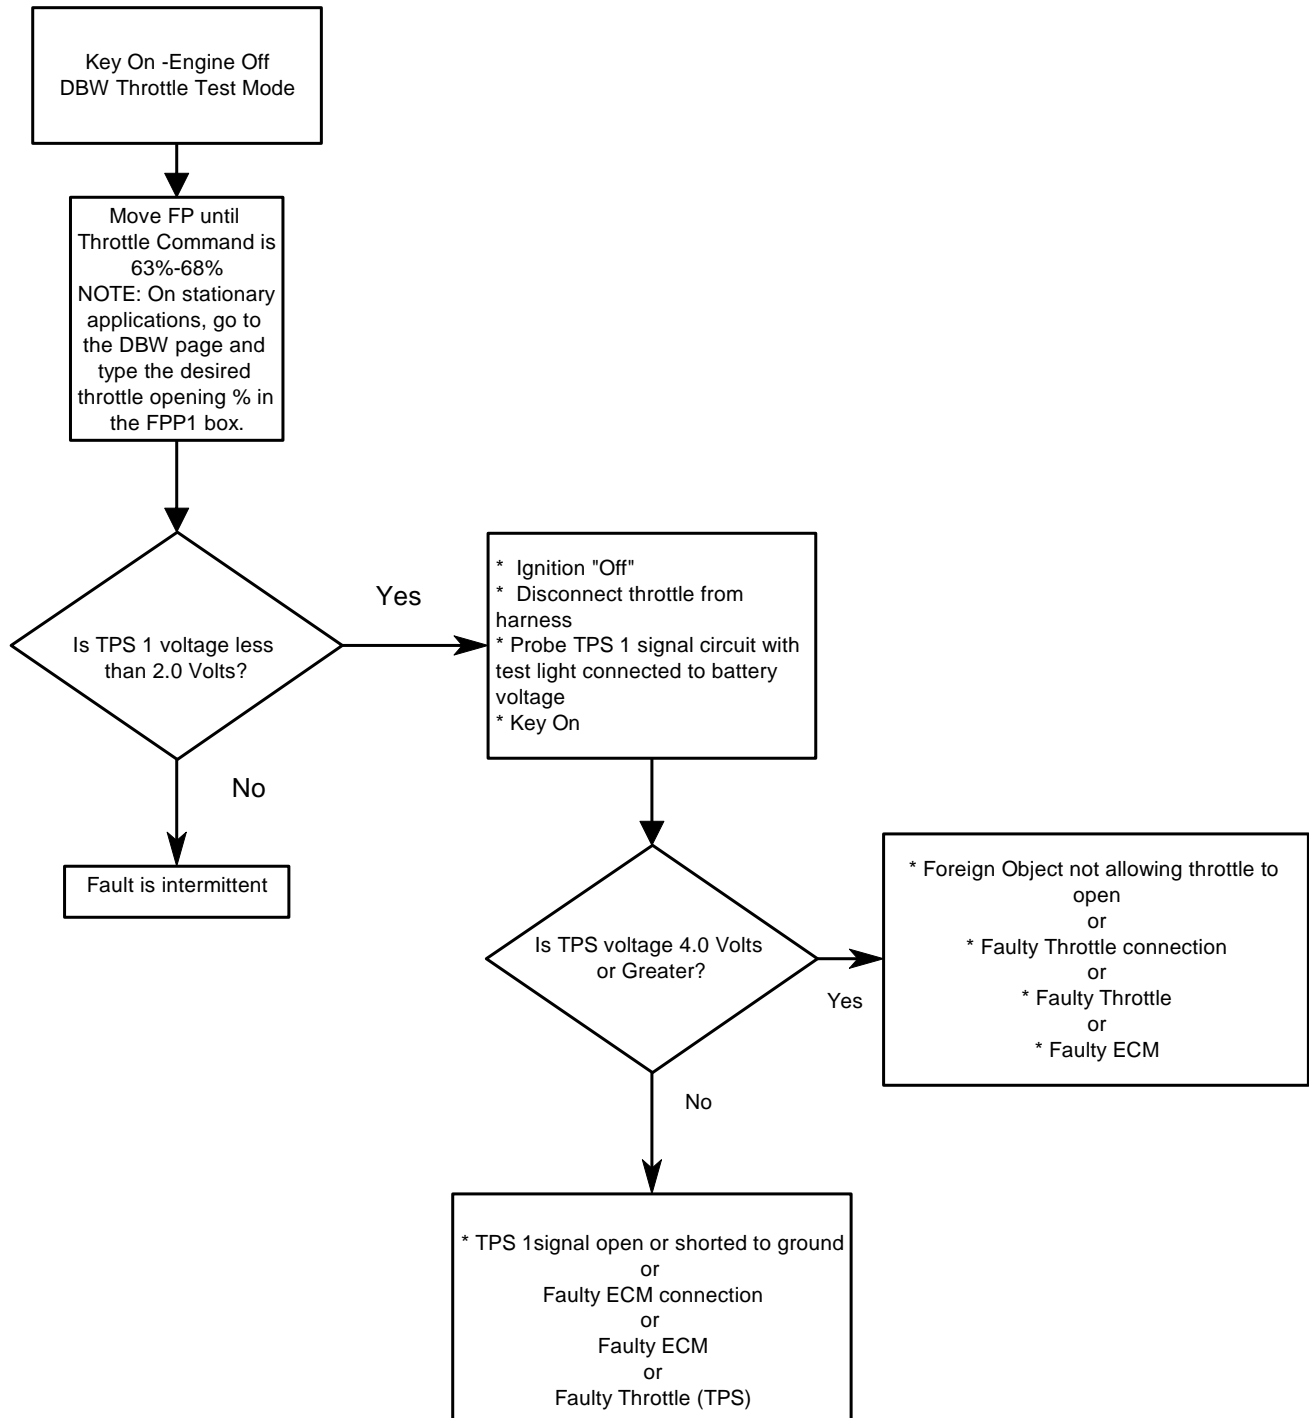 Key On -Engine Off
DBW Throttle Test Mode
Move FP until
Throttle Command is
63%-68%
NOTE: On stationary
applications, go to
the DBW page and
type the desired
throttle opening % in
the FPP1 box.
Is TPS 1 voltage less
than 2.0 Volts?
Yes
No
Fault is intermittent
* Ignition "Off"
* Disconnect throttle from
harness
* Probe TPS 1 signal circuit with
test light connected to battery
voltage
* Key On
Is TPS voltage 4.0 Volts
or Greater?
Yes
No
* Foreign Object not allowing throttle to
open
or
* Faulty Throttle connection
or
* Faulty Throttle
or
* Faulty ECM
* TPS 1signal open or shorted to ground
or
Faulty ECM connection
or
Faulty ECM
or
Faulty Throttle (TPS)